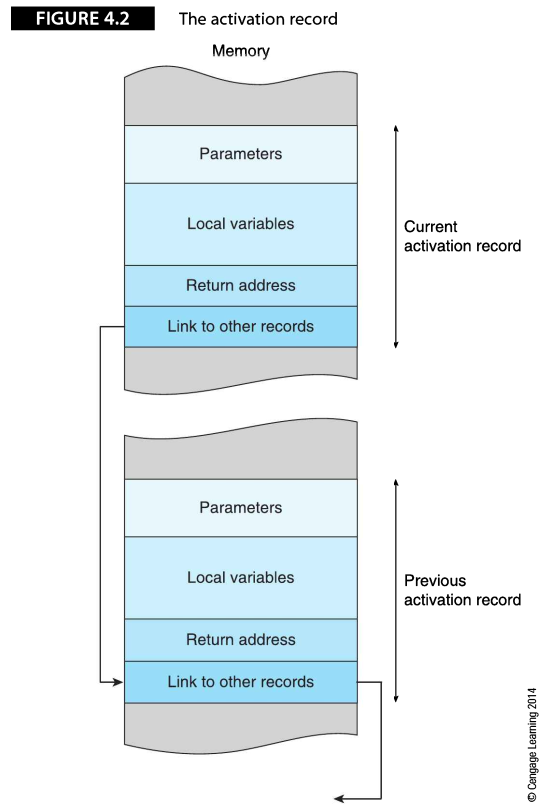 FIGURE 4.2 The activation record
Memory
Parameters
Local variables
Return address
Link to other records
Current
activation record
Parameters
Local variables
Return address
Link to other records
Previous
activation record
© Cengage Learning 2014